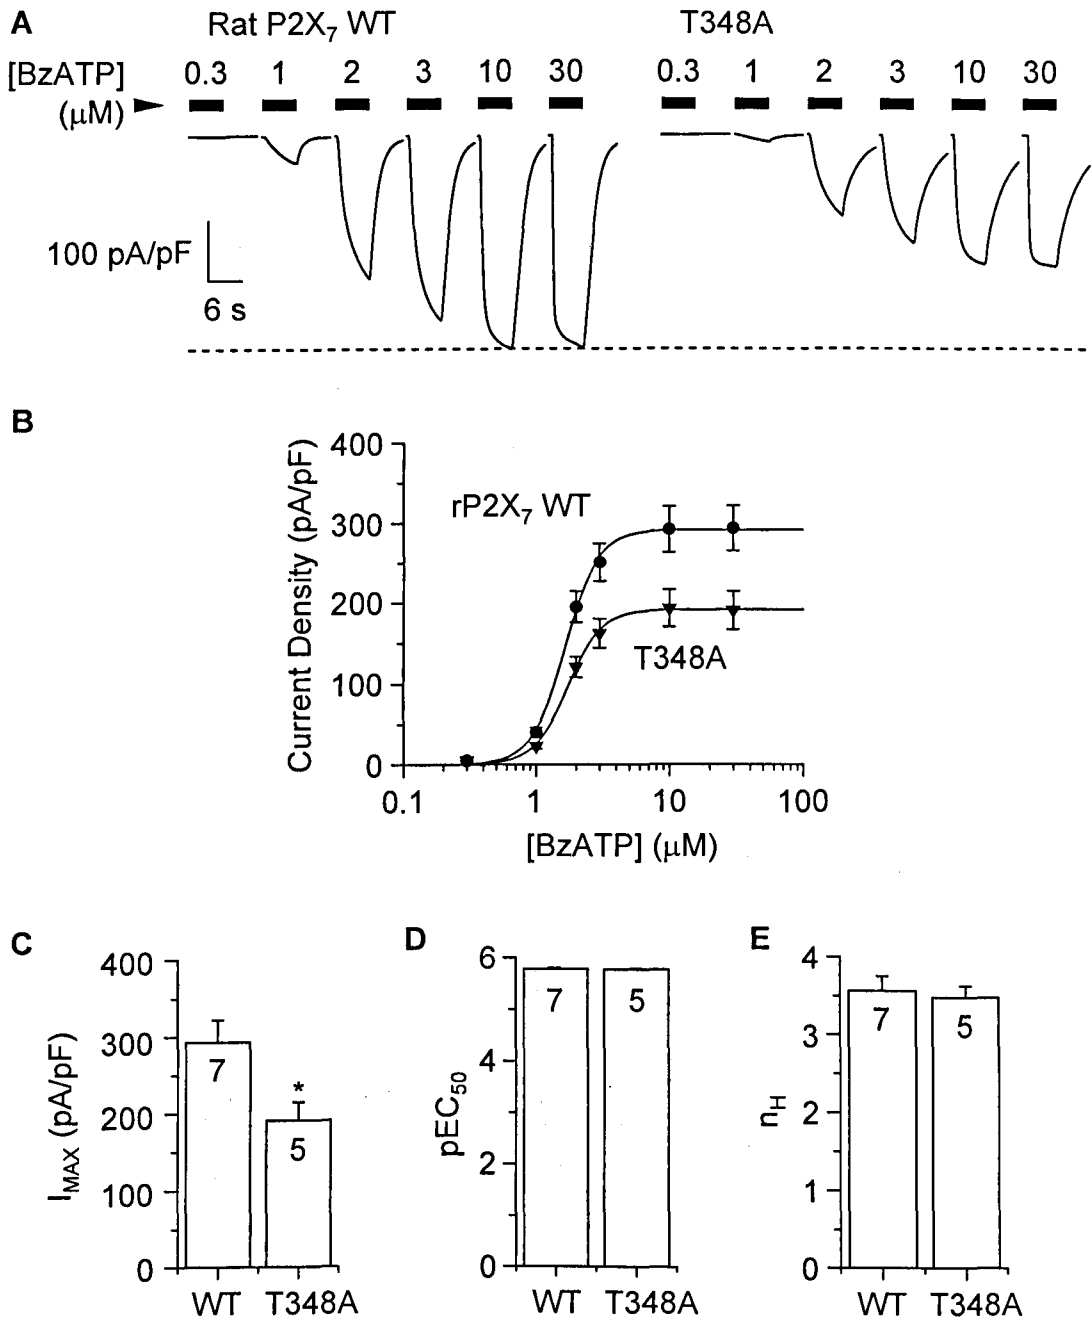 A
Rat P2X₇ WT
T348A
[BzATP] 0.3 1 2 3 10 30 0.3 1 2 3 10 30
(μM)
100 pA/pF
6 s
B
Current Density (pA/pF)
400
300
200
100
0
rP2X₇ WT
T348A
0.1 1 10 100
[BzATP] (μM)
C
I_MAX (pA/pF)
400
300
200
100
0
7
*
5
WT T348A
D
pEC₅₀
6
4
2
0
7 5
WT T348A
E
n_H
4
3
2
1
0
7 5
WT T348A